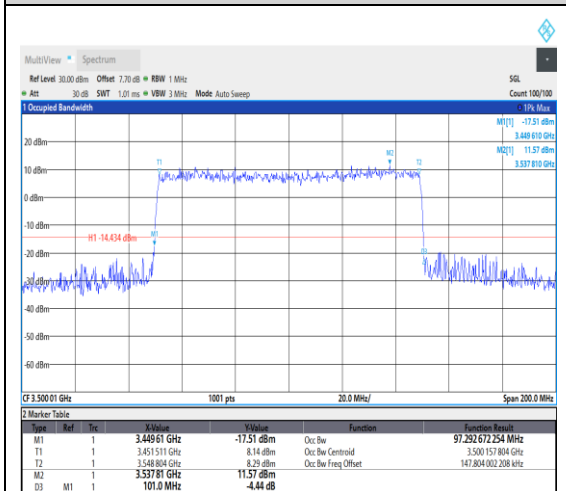 MultiView Spectrum
Ref Level 30.00 dBm Offset 7.70 dB RBW 1 MHz SGL
Att 30 dB SWT 1.01 ms VBW 3 MHz Mode Auto Sweep Count 100/100
1 Occupied Bandwidth 1Pk Max
M1[1] -17.51 dBm
3.449 610 GHz
M2[1] 11.57 dBm
3.537 810 GHz
20 dBm
M2
T1 T2
10 dBm
0 dBm
-10 dBm
M1
H1 -14.434 dBm
-20 dBm
-30 dBm
-40 dBm
-50 dBm
-60 dBm
CF 3.500 01 GHz 1001 pts 20.0 MHz/ Span 200.0 MHz
2 Marker Table
Type Ref Trc X-Value Y-Value Function Function Result
M1 1 3.449 61 GHz -17.51 dBm Occ Bw 97.292 672 254 MHz
T1 1 3.451 511 GHz 8.14 dBm Occ Bw Centroid 3.500 157 804 GHz
T2 1 3.548 804 GHz 8.29 dBm Occ Bw Freq Offset 147.804 002 208 kHz
M2 1 3.537 81 GHz 11.57 dBm
D3 M1 1 101.0 MHz -4.44 dB